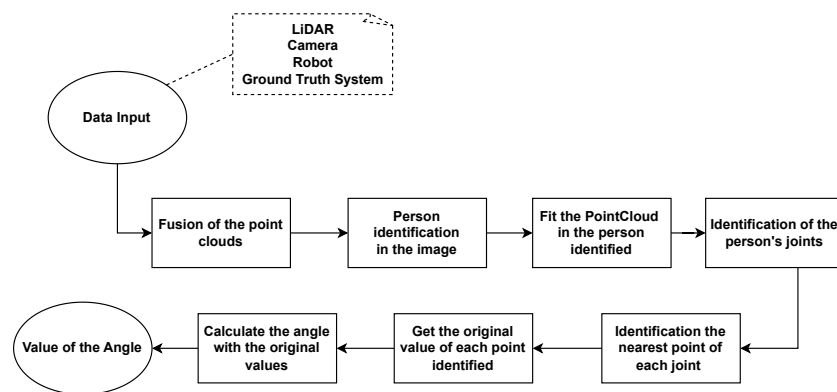 LiDAR
Camera
Robot
Ground Truth System
Data Input
Fusion of the point
clouds
Person
identification
in the image
Fit the PointCloud
in the person
identified
Identification of the
person's joints
Value of the Angle
Calculate the angle
with the original
values
Get the original
value of each point
identified
Identification the
nearest point of
each joint